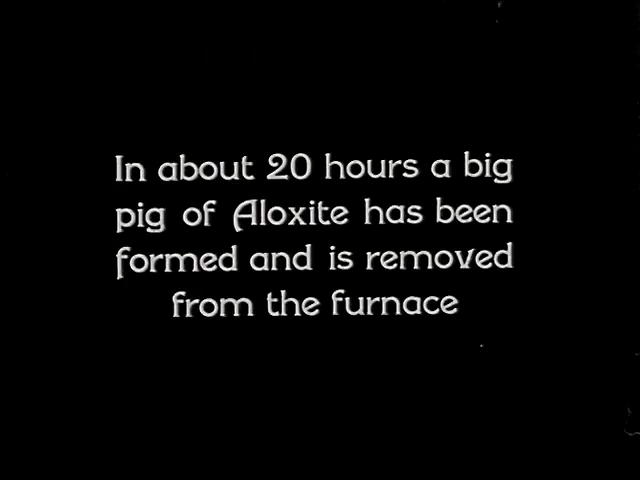 In about 20 hours a big
pig of Aloxite has been
formed and is removed
from the furnace